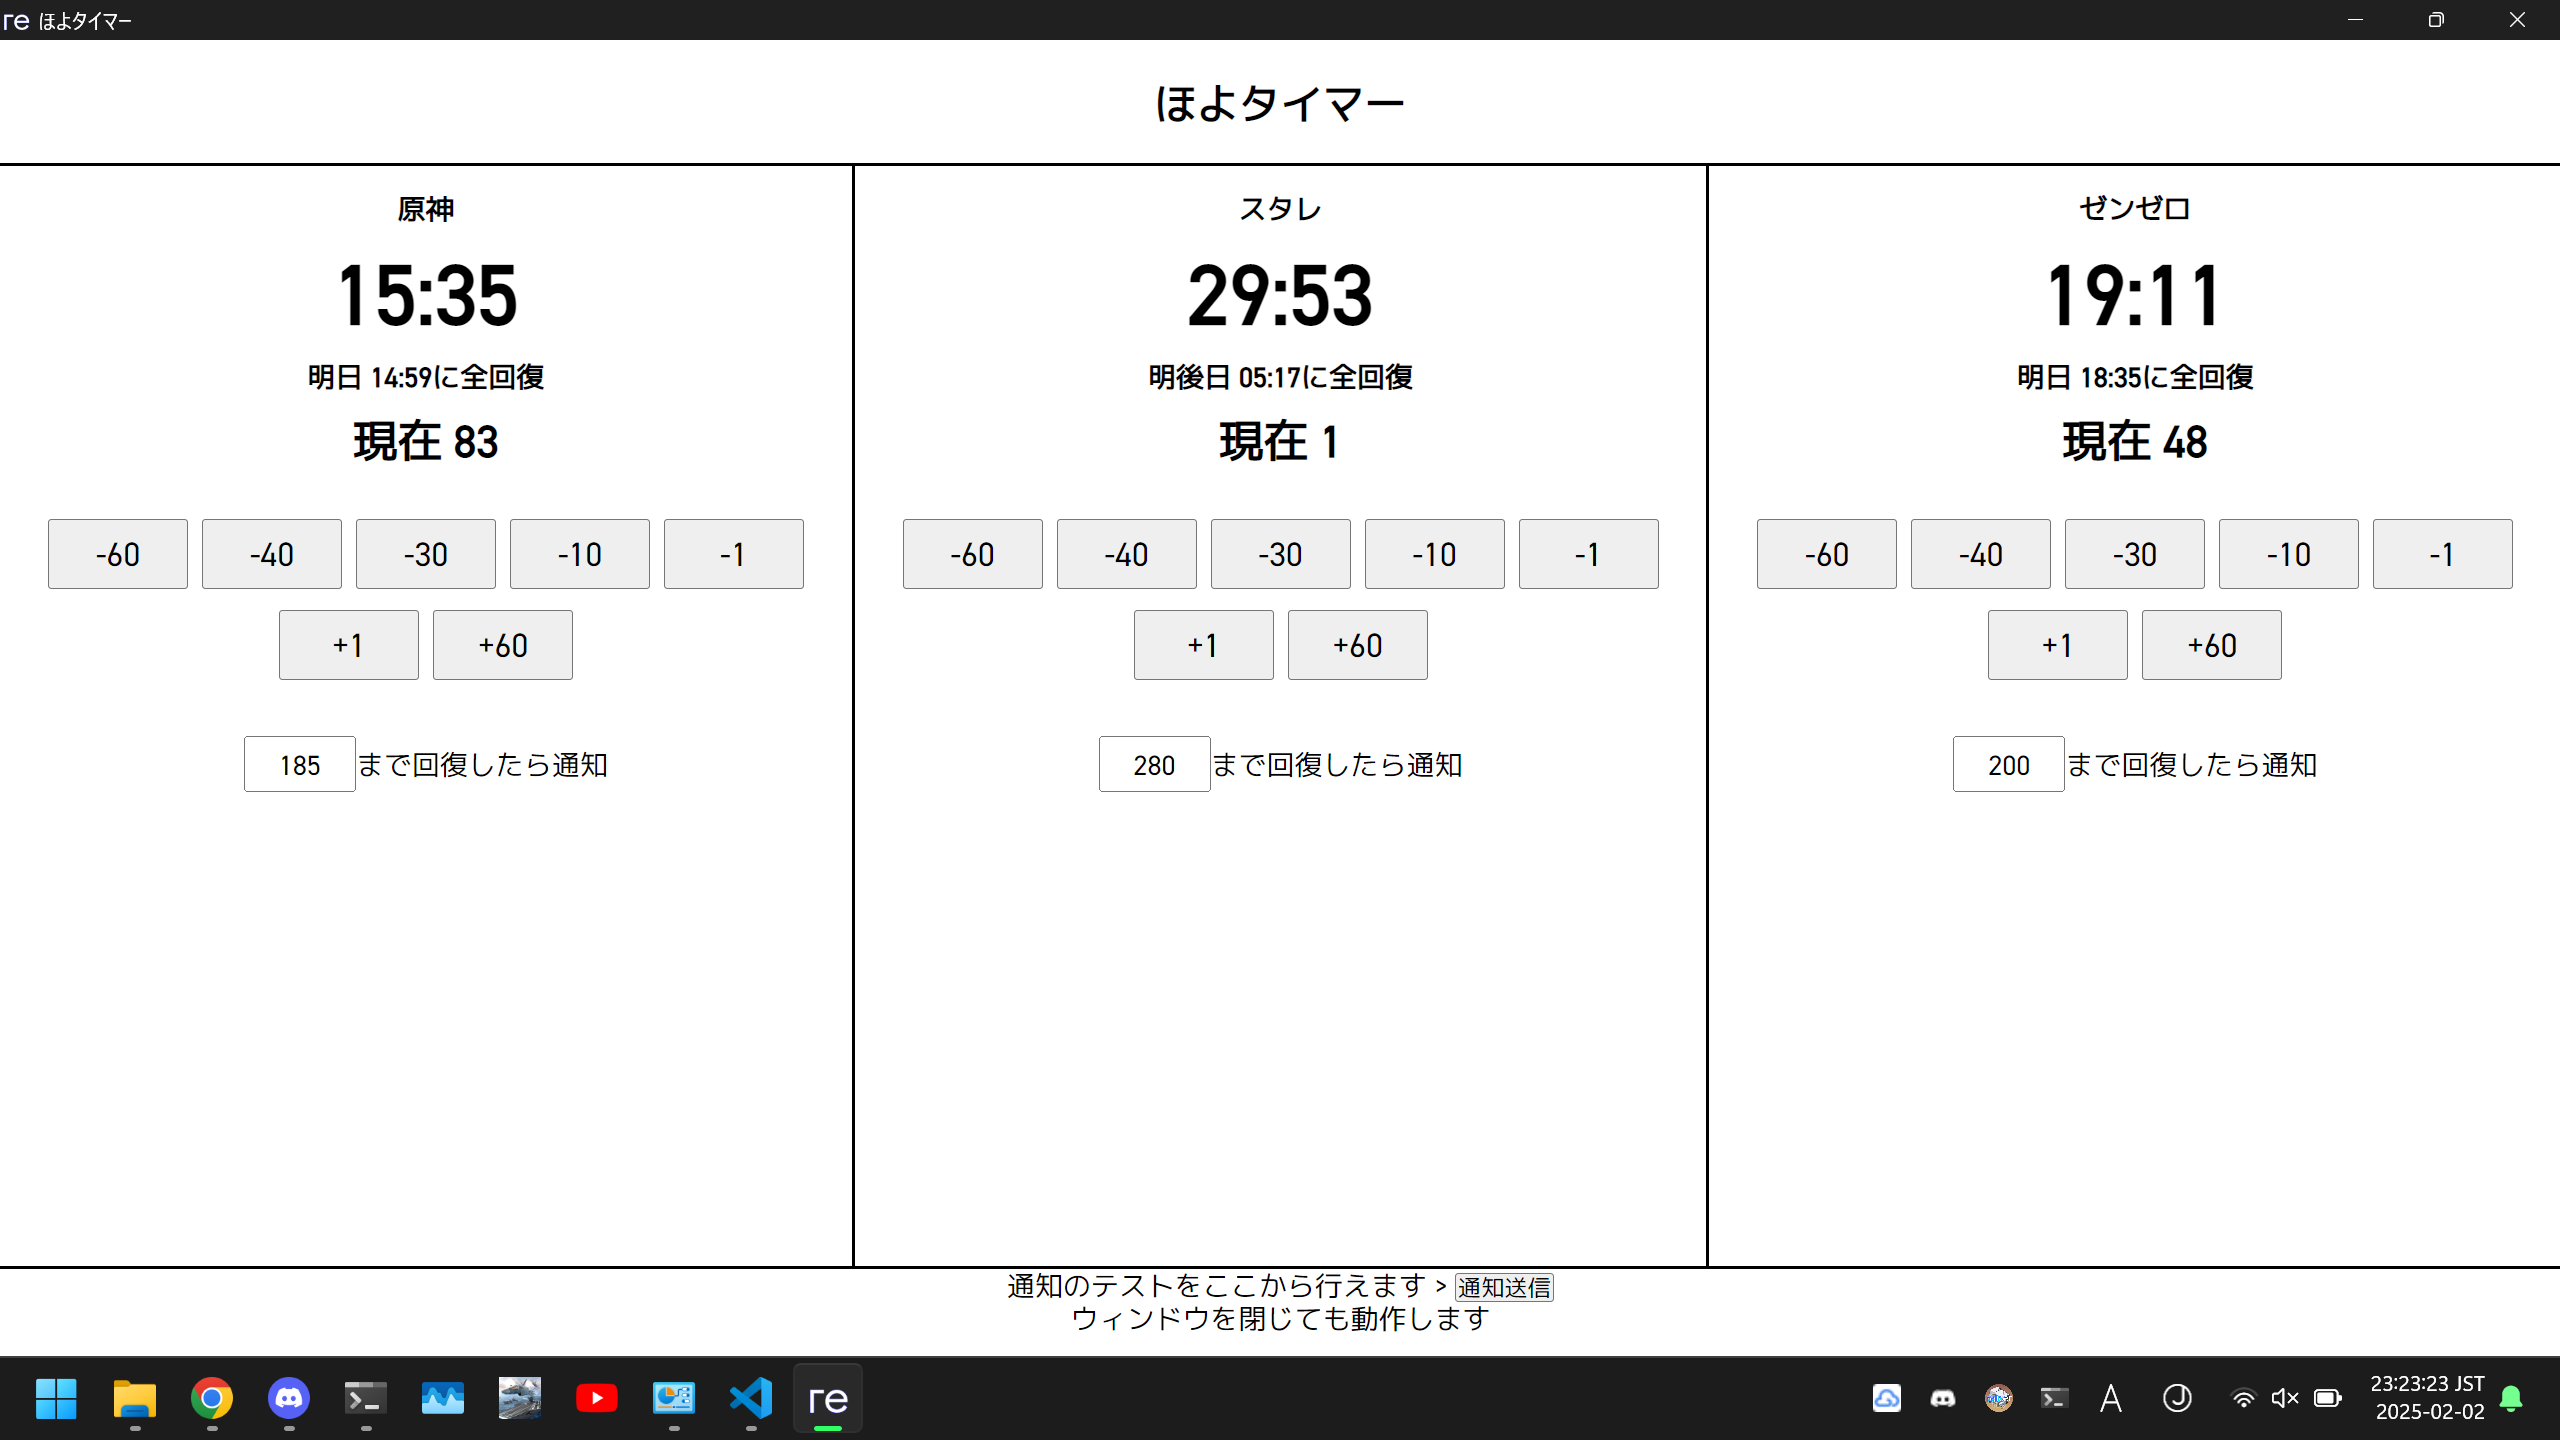 re ほよタイマー
ほよタイマー
原神
15:35
明日 14:59に全回復
現在 83
-60 -40 -30 -10 -1
+1 +60
185 まで回復したら通知
スタレ
29:53
明後日 05:17に全回復
現在 1
-60 -40 -30 -10 -1
+1 +60
280 まで回復したら通知
ゼンゼロ
19:11
明日 18:35に全回復
現在 48
-60 -40 -30 -10 -1
+1 +60
200 まで回復したら通知
通知のテストをここから行えます > 通知送信
ウィンドウを閉じても動作します
re
A
J
23:23:23 JST
2025-02-02